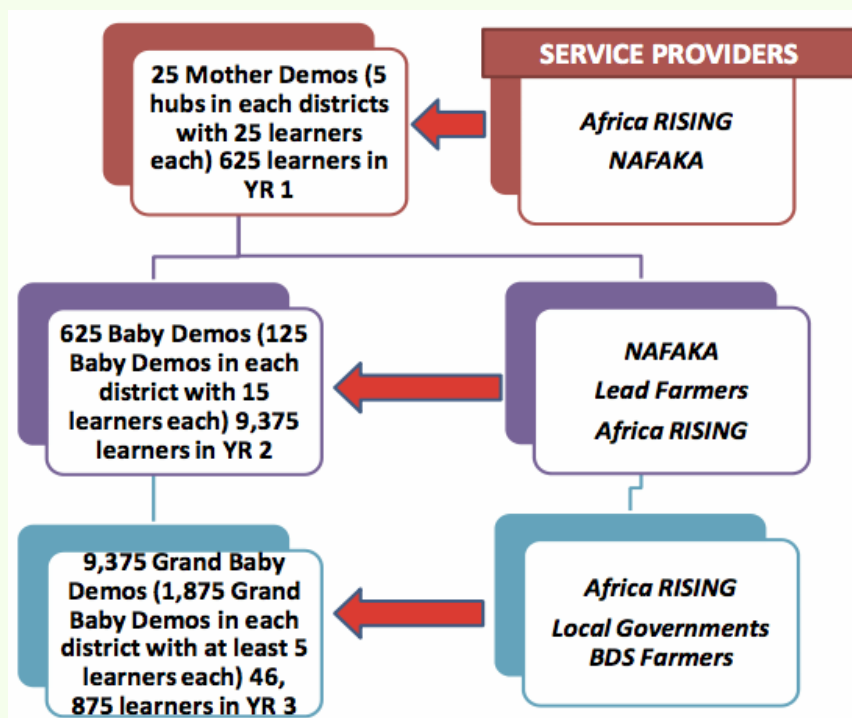 25 Mother Demos (5
hubs in each districts
with 25 learners
each) 625 learners in
YR 1
SERVICE PROVIDERS
Africa RISING
NAFAKA
625 Baby Demos (125
Baby Demos in each
district with 15
learners each) 9,375
learners in YR 2
NAFAKA
Lead Farmers
Africa RISING
9,375 Grand Baby
Demos (1,875 Grand
Baby Demos in each
district with at least 5
learners each) 46,
875 learners in YR 3
Africa RISING
Local Governments
BDS Farmers